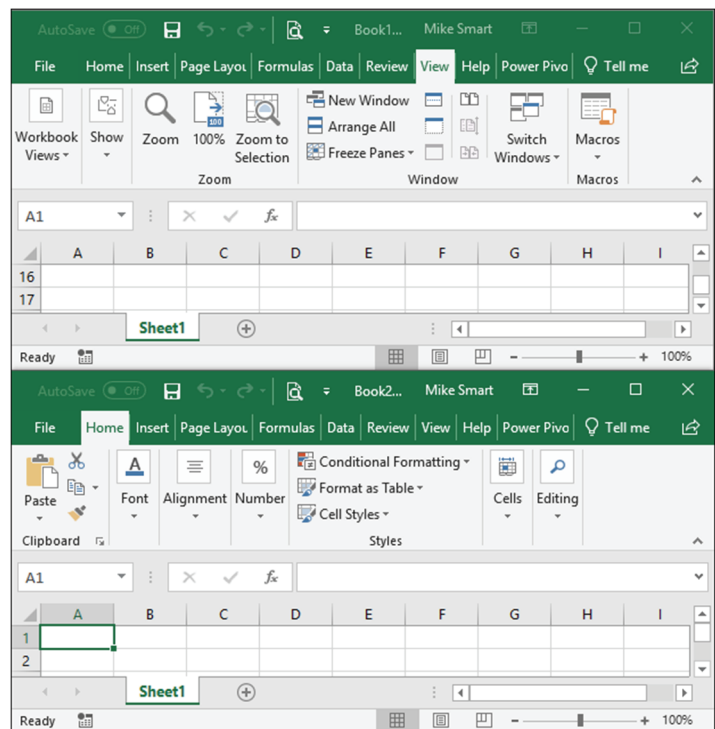 AutoSave Off Book1... Mike Smart
File Home Insert Page Layou Formulas Data Review View Help Power Pivo Tell me
Workbook Views Show Zoom 100% Zoom to Selection New Window Arrange All Freeze Panes Switch Windows Macros
Zoom Window Macros
A1 fx
A B C D E F G H I
16
17
Sheet1
Ready 100%
AutoSave Off Book2... Mike Smart
File Home Insert Page Layou Formulas Data Review View Help Power Pivo Tell me
Paste Font Alignment Number % Conditional Formatting Format as Table Cell Styles Cells Editing
Clipboard Styles
A1 fx
A B C D E F G H I
1
2
Sheet1
Ready 100%